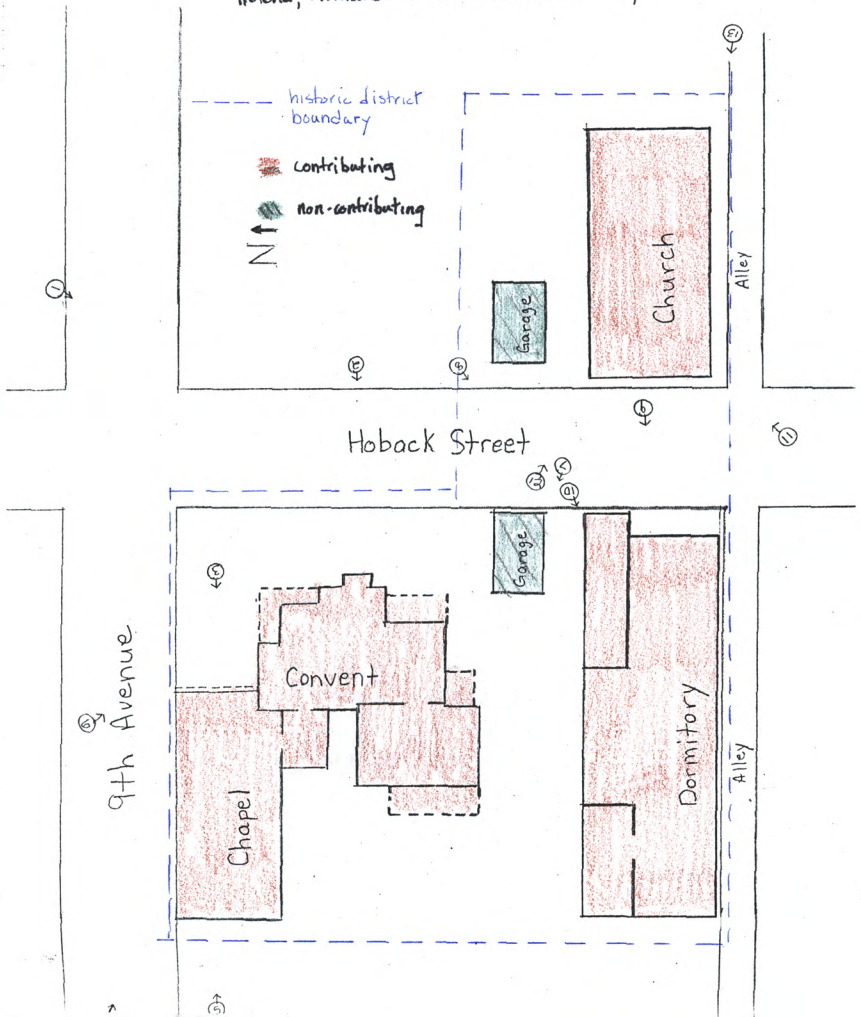 historic district
boundary
contributing
non-contributing
N
Church
Alley
Garage
Hoback Street
Garage
Convent
9th Avenue
Chapel
Dormitory
Alley